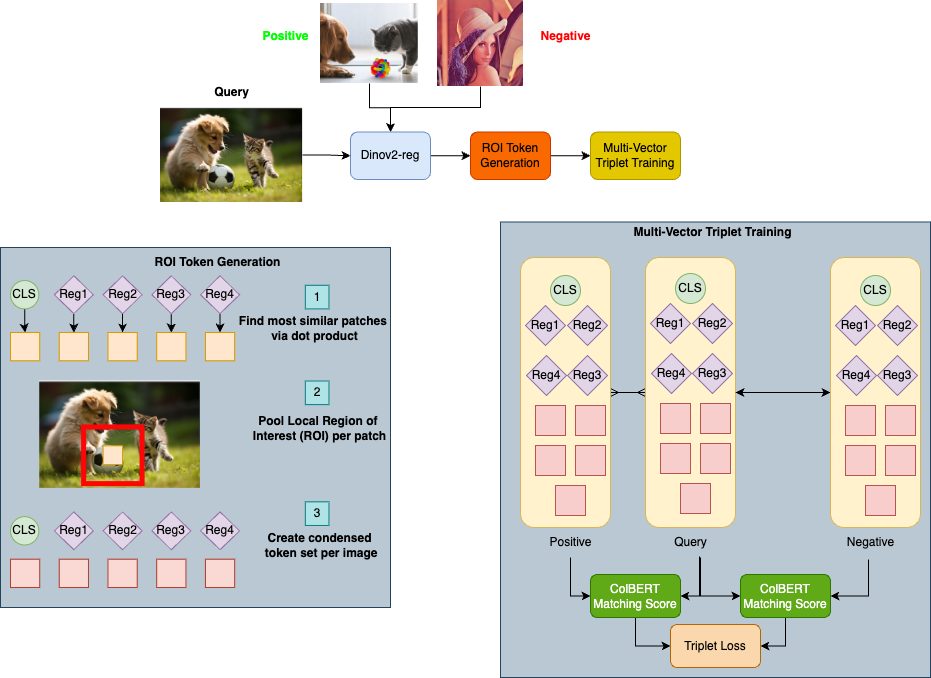 Positive
Negative
Query
Dinov2-reg
ROI Token
Generation
Multi-Vector
Triplet Training
ROI Token Generation
CLS
Reg1
Reg2
Reg3
Reg4
1
Find most similar patches
via dot product
2
Pool Local Region of
Interest (ROI) per patch
3
Create condensed
token set per image
CLS
Reg1
Reg2
Reg3
Reg4
Multi-Vector Triplet Training
CLS
Reg1
Reg2
Reg4
Reg3
Positive
CLS
Reg1
Reg2
Reg4
Reg3
Query
CLS
Reg1
Reg2
Reg4
Reg3
Negative
ColBERT
Matching Score
ColBERT
Matching Score
Triplet Loss